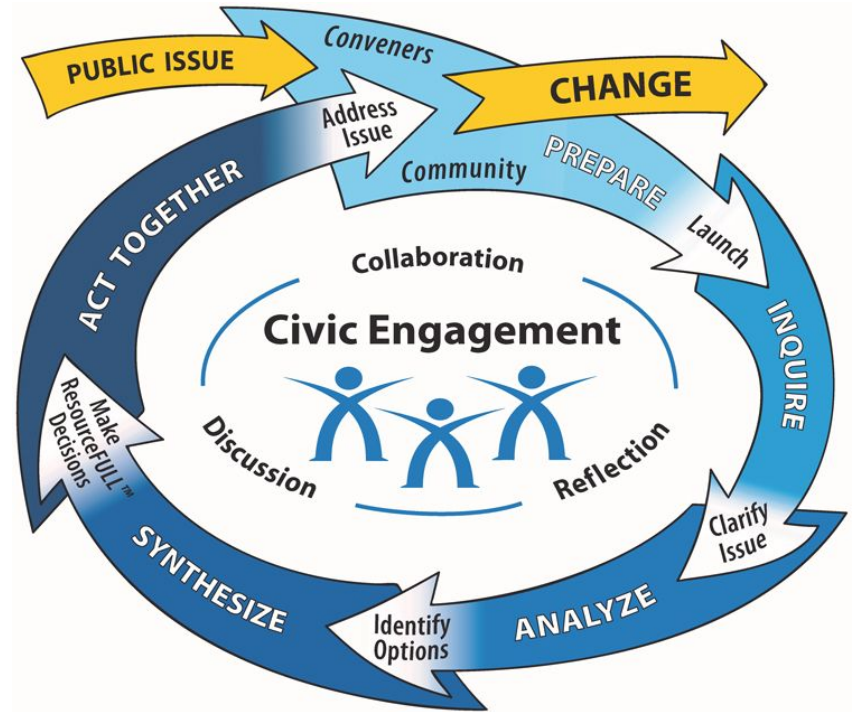 PUBLIC ISSUE
Conveners
CHANGE
Address
Issue
Community
PREPARE
Launch
INQUIRE
Clarify
Issue
ANALYZE
Identify
Options
SYNTHESIZE
Make
ResourceFULL™
Decisions
ACT TOGETHER
Collaboration
Civic Engagement
Discussion
Reflection